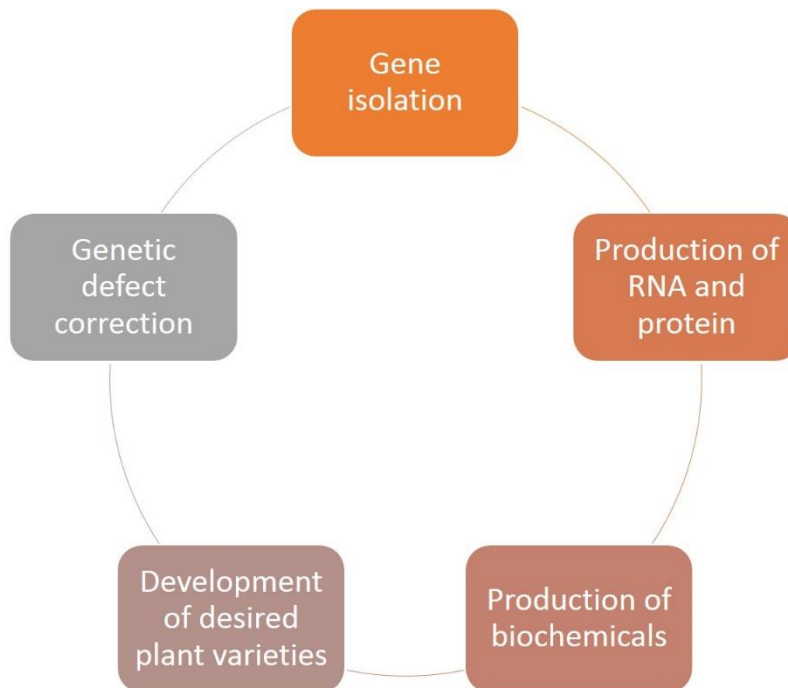 Gene
isolation
Production of
RNA and
protein
Production of
biochemicals
Development
of desired
plant varieties
Genetic
defect
correction